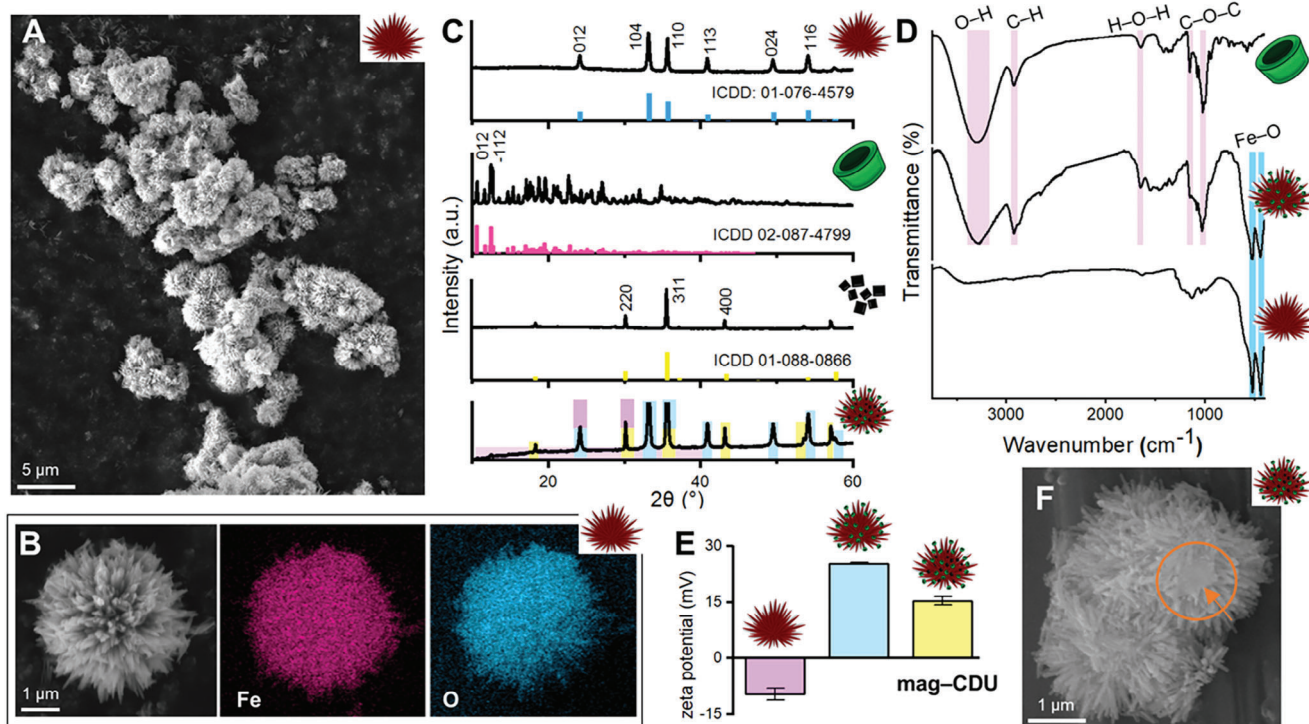 A
5 µm
B
1 µm
Fe
O
C
Intensity (a.u.)
012
104
110
113
024
116
ICDD: 01-076-4579
012
-112
ICDD 02-087-4799
220
311
400
ICDD 01-088-0866
20
40
60
2θ (°)
D
Transmittance (%)
O–H
C–H
H–O–H
C–O–C
Fe–O
3000
2000
1000
Wavenumber (cm⁻¹)
E
zeta potential (mV)
30
15
0
-15
mag–CDU
F
1 µm